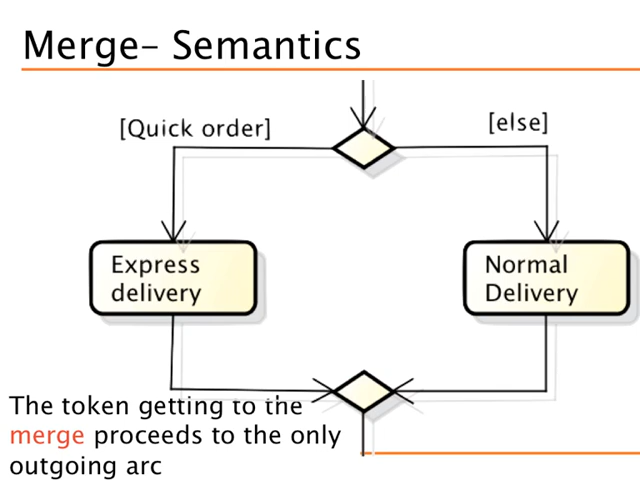 Merge– Semantics
[Quick order]
[else]
Express
delivery
Normal
Delivery
The token getting to the
merge proceeds to the only
outgoing arc